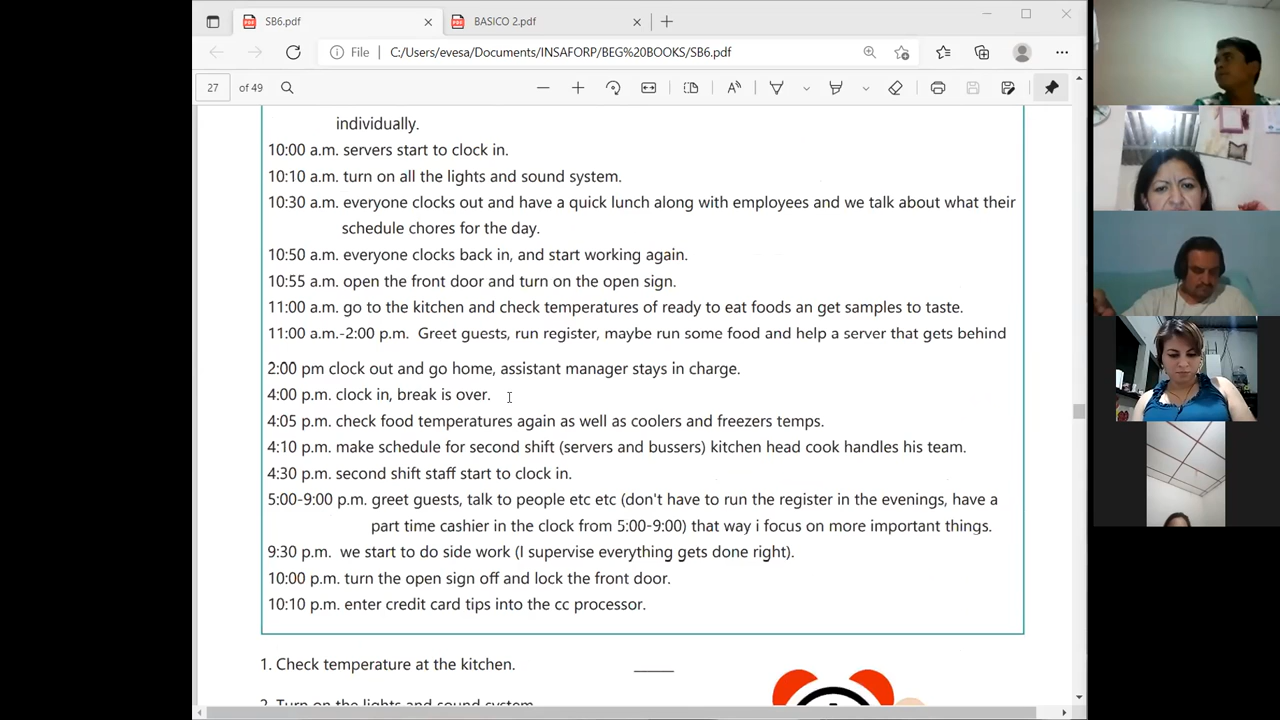 SB6.pdf
BASICO 2.pdf
File
C:/Users/evesa/Documents/INSAFORP/BEG%20BOOKS/SB6.pdf
27 of 49
individually.
10:00 a.m. servers start to clock in.
10:10 a.m. turn on all the lights and sound system.
10:30 a.m. everyone clocks out and have a quick lunch along with employees and we talk about what their
schedule chores for the day.
10:50 a.m. everyone clocks back in, and start working again.
10:55 a.m. open the front door and turn on the open sign.
11:00 a.m. go to the kitchen and check temperatures of ready to eat foods an get samples to taste.
11:00 a.m.-2:00 p.m. Greet guests, run register, maybe run some food and help a server that gets behind
2:00 pm clock out and go home, assistant manager stays in charge.
4:00 p.m. clock in, break is over.
4:05 p.m. check food temperatures again as well as coolers and freezers temps.
4:10 p.m. make schedule for second shift (servers and bussers) kitchen head cook handles his team.
4:30 p.m. second shift staff start to clock in.
5:00-9:00 p.m. greet guests, talk to people etc etc (don't have to run the register in the evenings, have a
part time cashier in the clock from 5:00-9:00) that way i focus on more important things.
9:30 p.m. we start to do side work (I supervise everything gets done right).
10:00 p.m. turn the open sign off and lock the front door.
10:10 p.m. enter credit card tips into the cc processor.
1. Check temperature at the kitchen. _____
2. Turn on the lights and sound system